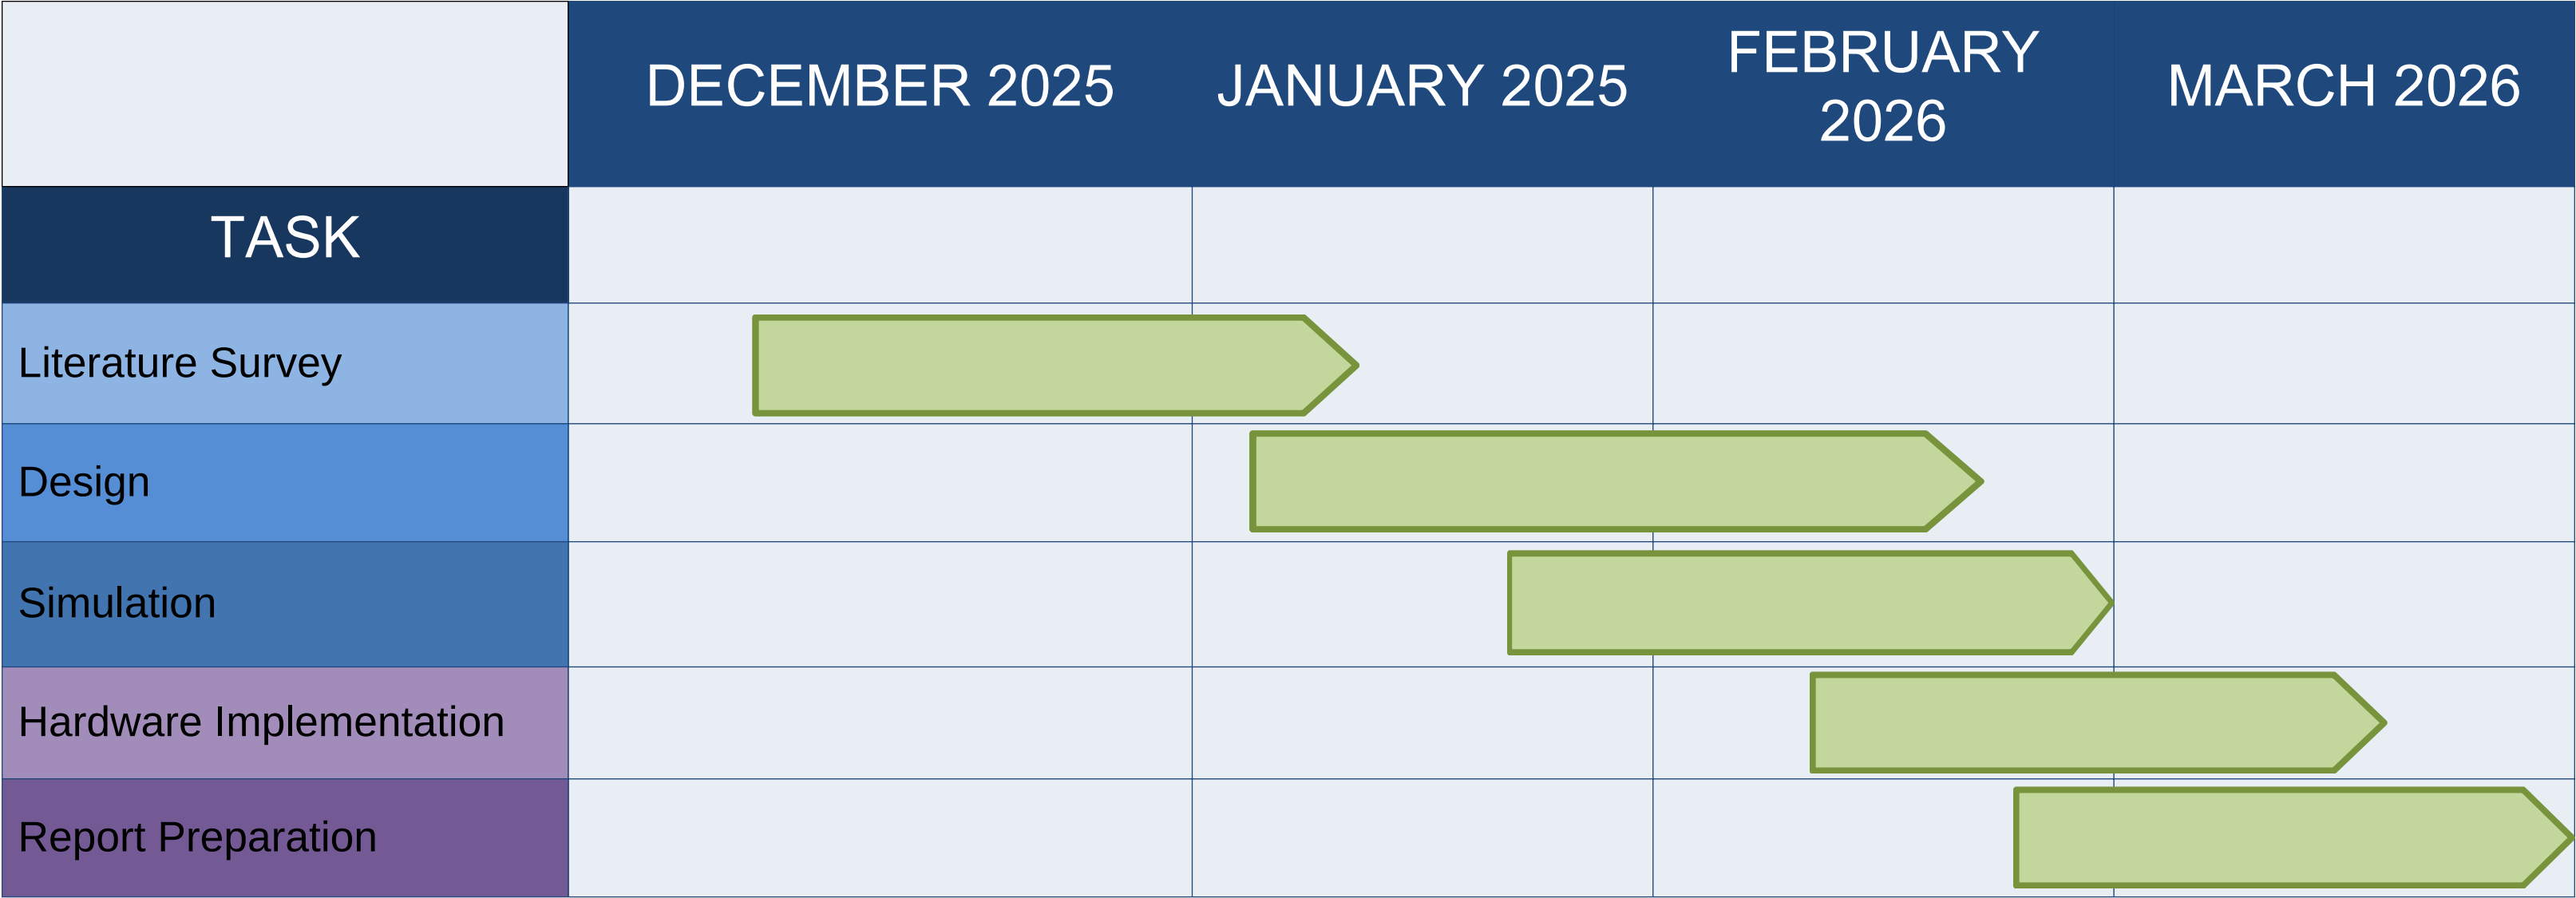 DECEMBER 2025
JANUARY 2025
FEBRUARY
2026
MARCH 2026
TASK
Literature Survey
Design
Simulation
Hardware Implementation
Report Preparation